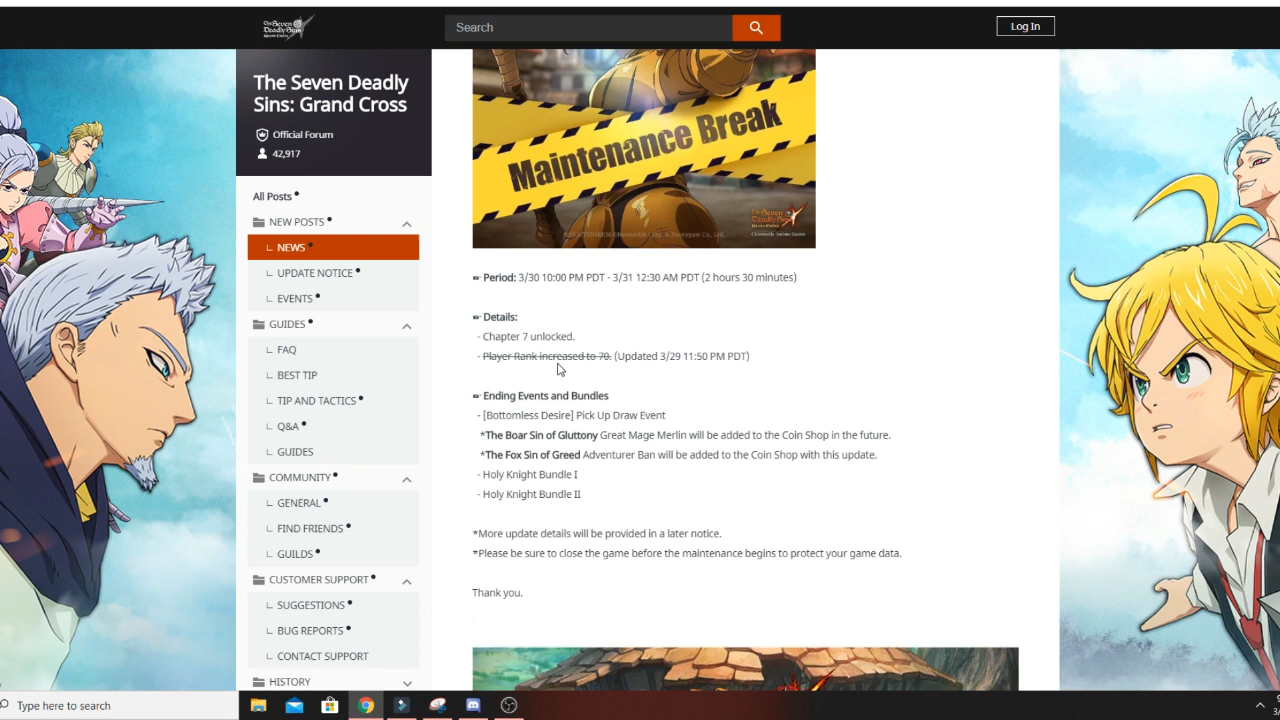 The Seven
Deadly Sins
Search
Log In
The Seven Deadly
Sins: Grand Cross
Official Forum
42,917
All Posts
NEW POSTS
NEWS
UPDATE NOTICE
EVENTS
GUIDES
FAQ
BEST TIP
TIP AND TACTICS
Q&A
GUIDES
COMMUNITY
GENERAL
FIND FRIENDS
GUILDS
CUSTOMER SUPPORT
SUGGESTIONS
BUG REPORTS
CONTACT SUPPORT
HISTORY
Maintenance Break
The Seven
Deadly Sins
Period: 3/30 10:00 PM PDT - 3/31 12:30 AM PDT (2 hours 30 minutes)
Details:
- Chapter 7 unlocked.
- Player Rank increased to 70. (Updated 3/29 11:50 PM PDT)
Ending Events and Bundles
- [Bottomless Desire] Pick Up Draw Event
*The Boar Sin of Gluttony Great Mage Merlin will be added to the Coin Shop in the future.
*The Fox Sin of Greed Adventurer Ban will be added to the Coin Shop with this update.
- Holy Knight Bundle I
- Holy Knight Bundle II
*More update details will be provided in a later notice.
*Please be sure to close the game before the maintenance begins to protect your game data.
Thank you.
Type here to search